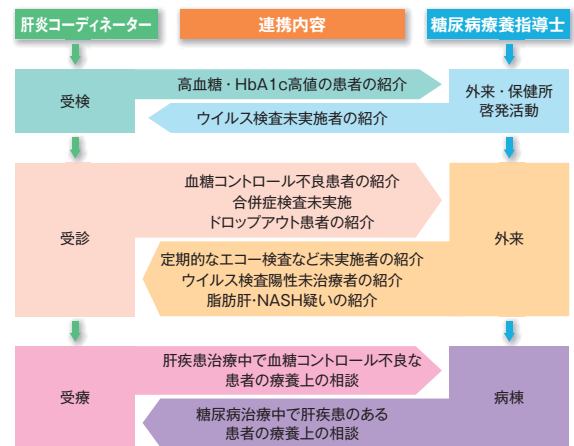 肝炎コーディネーター
連携内容
糖尿病療養指導士
受検
高血糖・HbA1c高値の患者の紹介
ウイルス検査未実施者の紹介
外来・保健所
啓発活動
受診
血糖コントロール不良患者の紹介
合併症検査未実施
ドロップアウト患者の紹介
定期的なエコー検査など未実施者の紹介
ウイルス検査陽性未治療者の紹介
脂肪肝・NASH疑いの紹介
外来
受療
肝疾患治療中で血糖コントロール不良な
患者の療養上の相談
糖尿病治療中で肝疾患のある
患者の療養上の相談
病棟